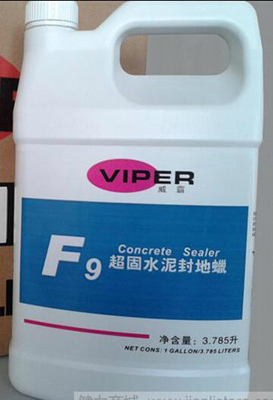 VIPER
威霸
F9
Concrete Sealer
超固水泥封地蠟
净含量：3.785升
NET CONS: 1 GALLON/3.785 LITERS